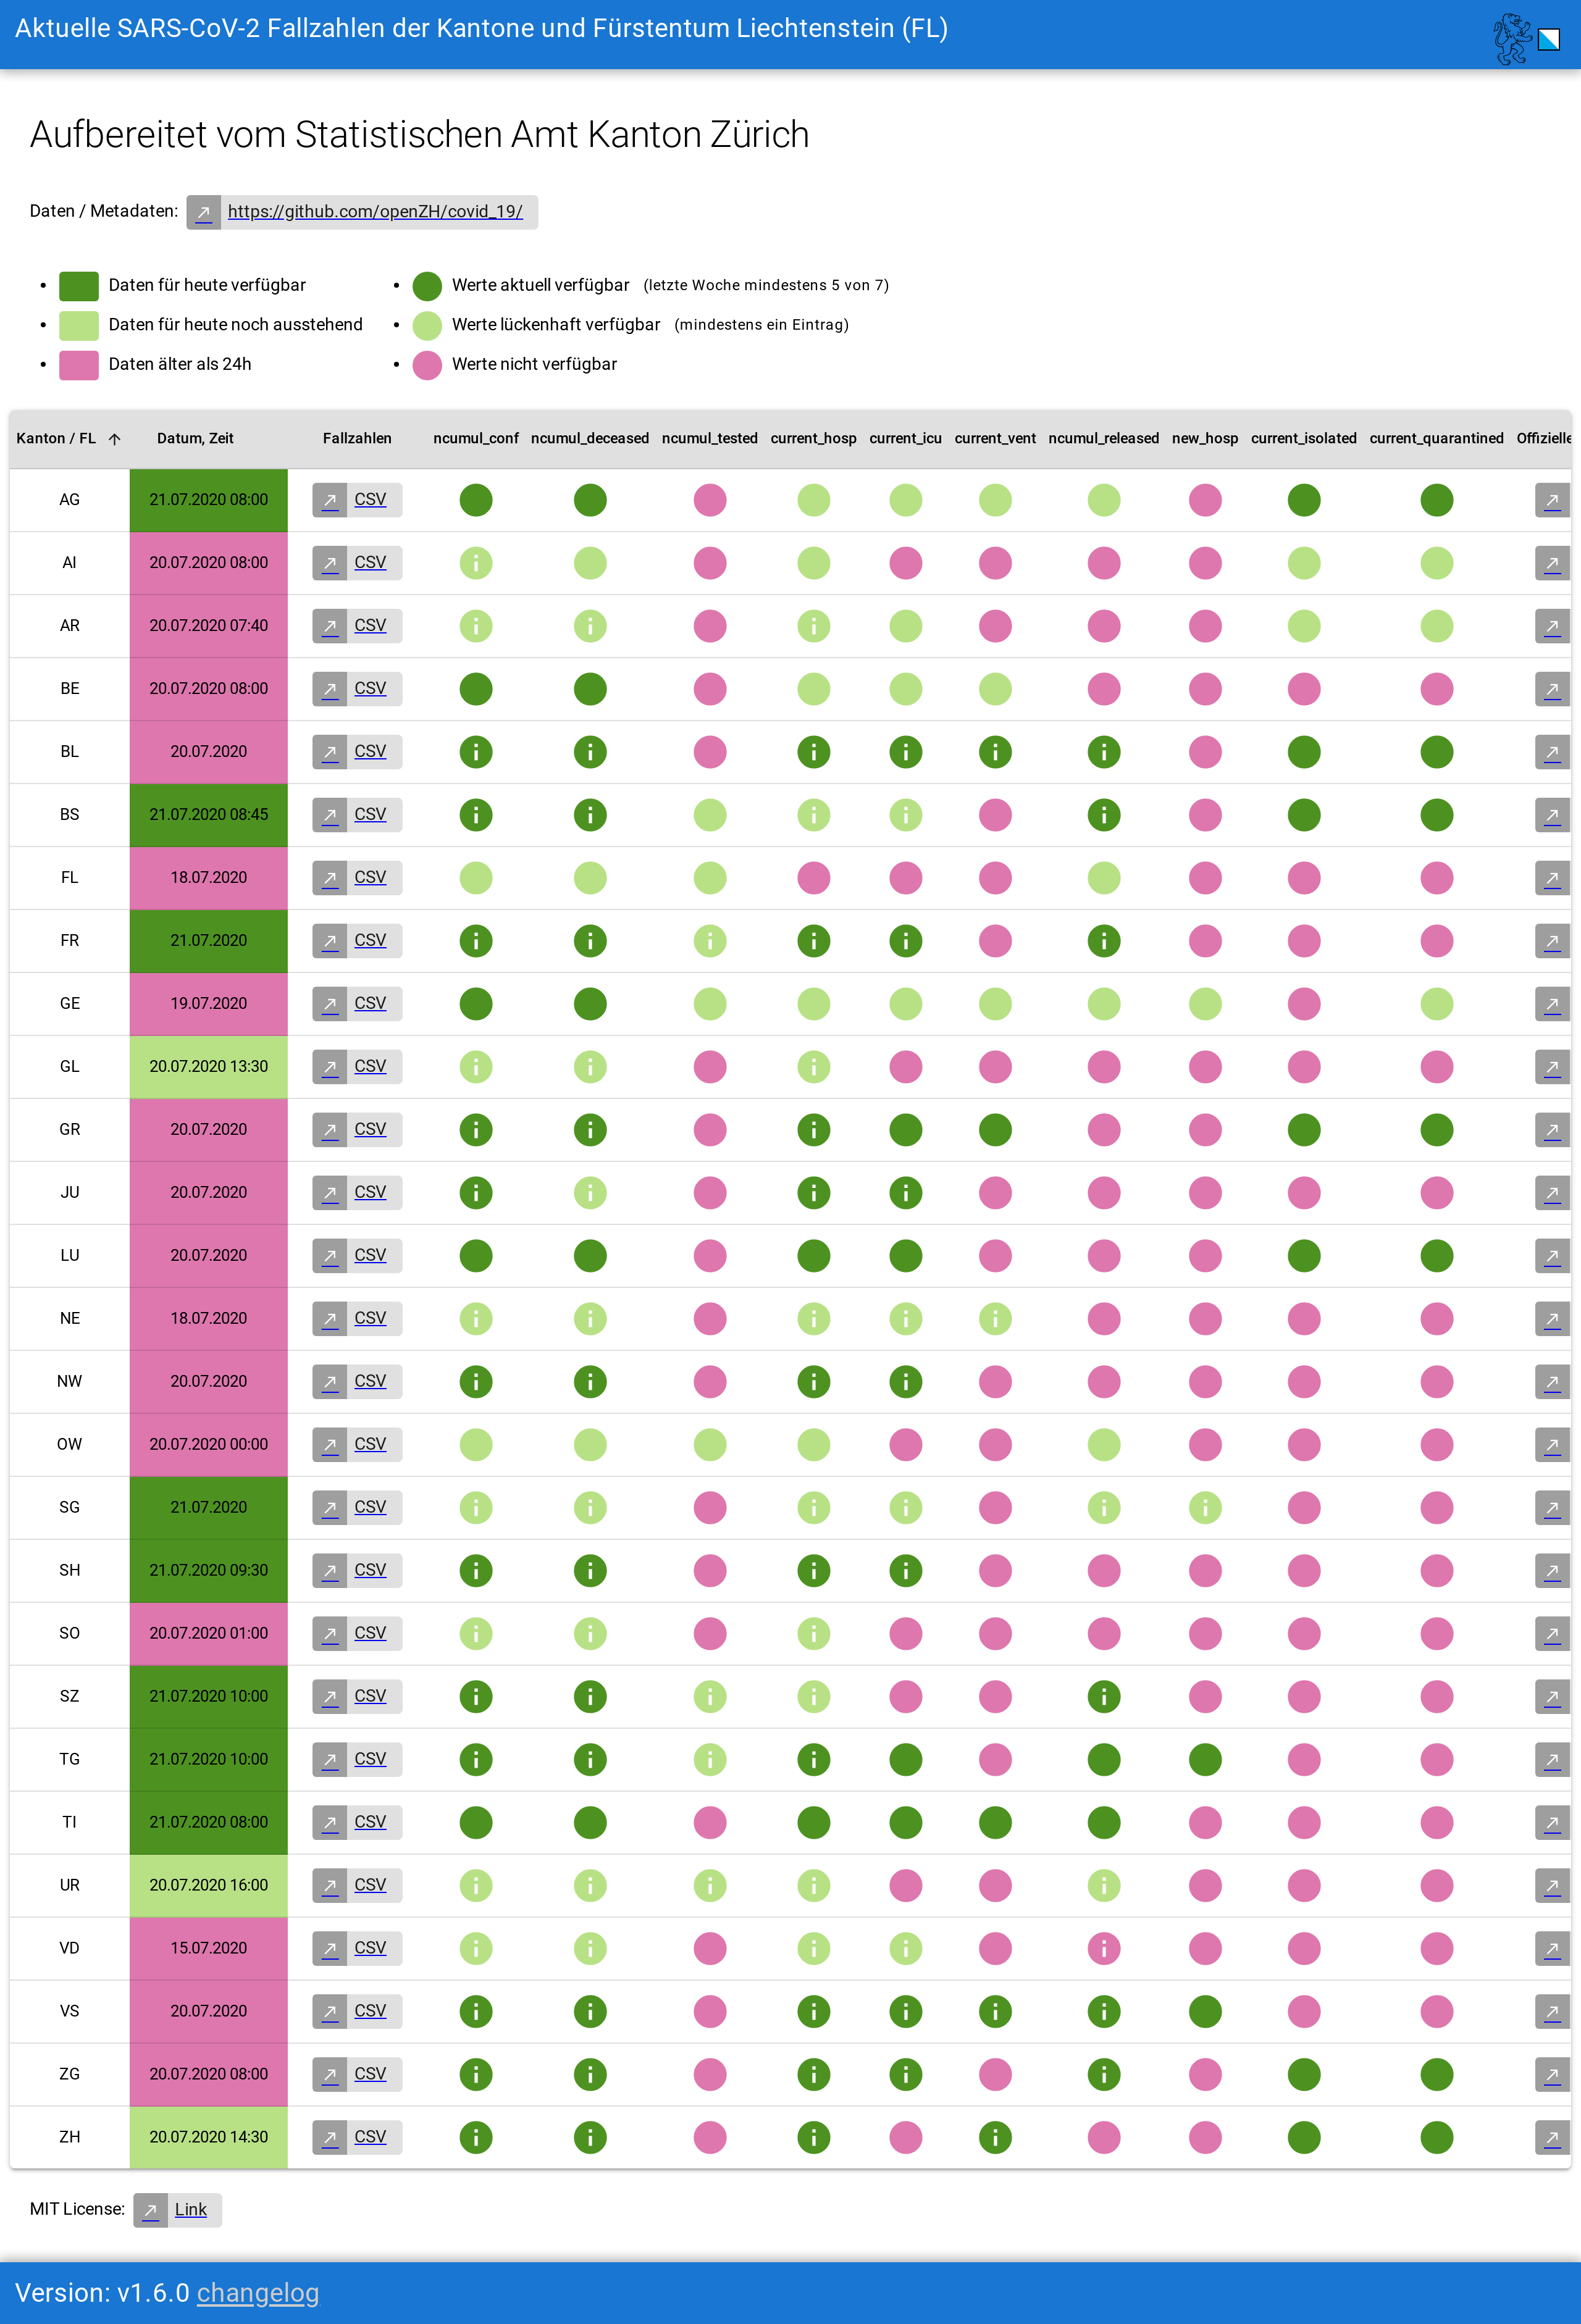 Aktuelle SARS-CoV-2 Fallzahlen der Kantone und Fürstentum Liechtenstein (FL)
Aufbereitet vom Statistischen Amt Kanton Zürich
Daten / Metadaten: https://github.com/openZH/covid_19/
Daten für heute verfügbar
Daten für heute noch ausstehend
Daten älter als 24h
Werte aktuell verfügbar (letzte Woche mindestens 5 von 7)
Werte lückenhaft verfügbar (mindestens ein Eintrag)
Werte nicht verfügbar
Kanton / FL Datum, Zeit Fallzahlen ncumul_conf ncumul_deceased ncumul_tested current_hosp current_icu current_vent ncumul_released new_hosp current_isolated current_quarantined Offizielle
AG 21.07.2020 08:00 CSV
AI 20.07.2020 08:00 CSV
AR 20.07.2020 07:40 CSV
BE 20.07.2020 08:00 CSV
BL 20.07.2020 CSV
BS 21.07.2020 08:45 CSV
FL 18.07.2020 CSV
FR 21.07.2020 CSV
GE 19.07.2020 CSV
GL 20.07.2020 13:30 CSV
GR 20.07.2020 CSV
JU 20.07.2020 CSV
LU 20.07.2020 CSV
NE 18.07.2020 CSV
NW 20.07.2020 CSV
OW 20.07.2020 00:00 CSV
SG 21.07.2020 CSV
SH 21.07.2020 09:30 CSV
SO 20.07.2020 01:00 CSV
SZ 21.07.2020 10:00 CSV
TG 21.07.2020 10:00 CSV
TI 21.07.2020 08:00 CSV
UR 20.07.2020 16:00 CSV
VD 15.07.2020 CSV
VS 20.07.2020 CSV
ZG 20.07.2020 08:00 CSV
ZH 20.07.2020 14:30 CSV
MIT License: Link
Version: v1.6.0 changelog